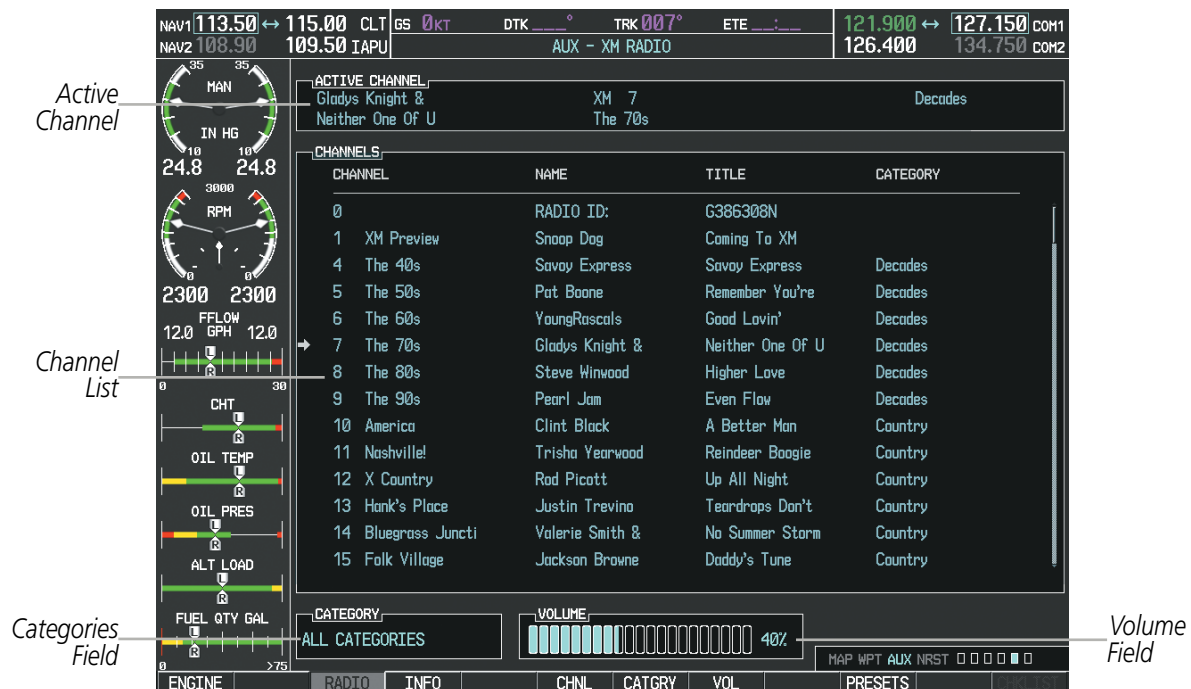 NAV1 113.50 ↔ 115.00 CLT
NAV2 108.90 109.50 IAPU
GS 0KT DTK ___° TRK 007° ETE __:__
AUX - XM RADIO
121.900 ↔ 127.150 COM1
126.400 134.750 COM2
Active
Channel
Channel
List
Categories
Field
Volume
Field
35 35
MAN
IN HG
10 10
24.8 24.8
3000
RPM
0 0
2300 2300
FFLOW
12.0 GPH 12.0
L
R
0 30
CHT
L
R
OIL TEMP
L
R
OIL PRES
L
R
ALT LOAD
L
R
FUEL QTY GAL
L
R
0 >75
ACTIVE CHANNEL
Gladys Knight & XM 7 Decades
Neither One Of U The 70s
CHANNELS
CHANNEL NAME TITLE CATEGORY
0 RADIO ID: G386308N
1 XM Preview Snoop Dog Coming To XM
4 The 40s Savoy Express Savoy Express Decades
5 The 50s Pat Boone Remember You're Decades
6 The 60s YoungRascals Good Lovin' Decades
7 The 70s Gladys Knight & Neither One Of U Decades
8 The 80s Steve Winwood Higher Love Decades
9 The 90s Pearl Jam Even Flow Decades
10 America Clint Black A Better Man Country
11 Nashville! Trisha Yearwood Reindeer Boogie Country
12 X Country Rod Picott Up All Night Country
13 Hank's Place Justin Trevino Teardrops Don't Country
14 Bluegrass Juncti Valerie Smith & No Summer Storm Country
15 Folk Village Jackson Browne Daddy's Tune Country
CATEGORY
ALL CATEGORIES
VOLUME
40%
MAP WPT AUX NRST
ENGINE RADIO INFO CHNL CATGRY VOL PRESETS CHKLIST